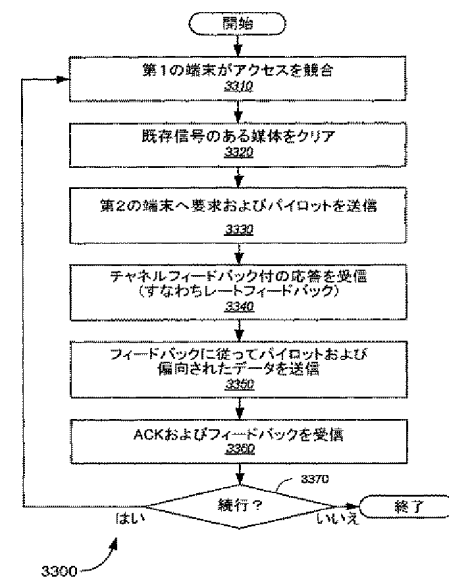 開始
第1の端末がアクセスを競合
3310
既存信号のある媒体をクリア
3320
第2の端末へ要求およびパイロットを送信
3330
チャネルフィードバック付の応答を受信
(すなわちレートフィードバック)
3340
フィードバックに従ってパイロットおよび
偏向されたデータを送信
3350
ACKおよびフィードバックを受信
3360
3370
続行?
はい
いいえ
終了
3300